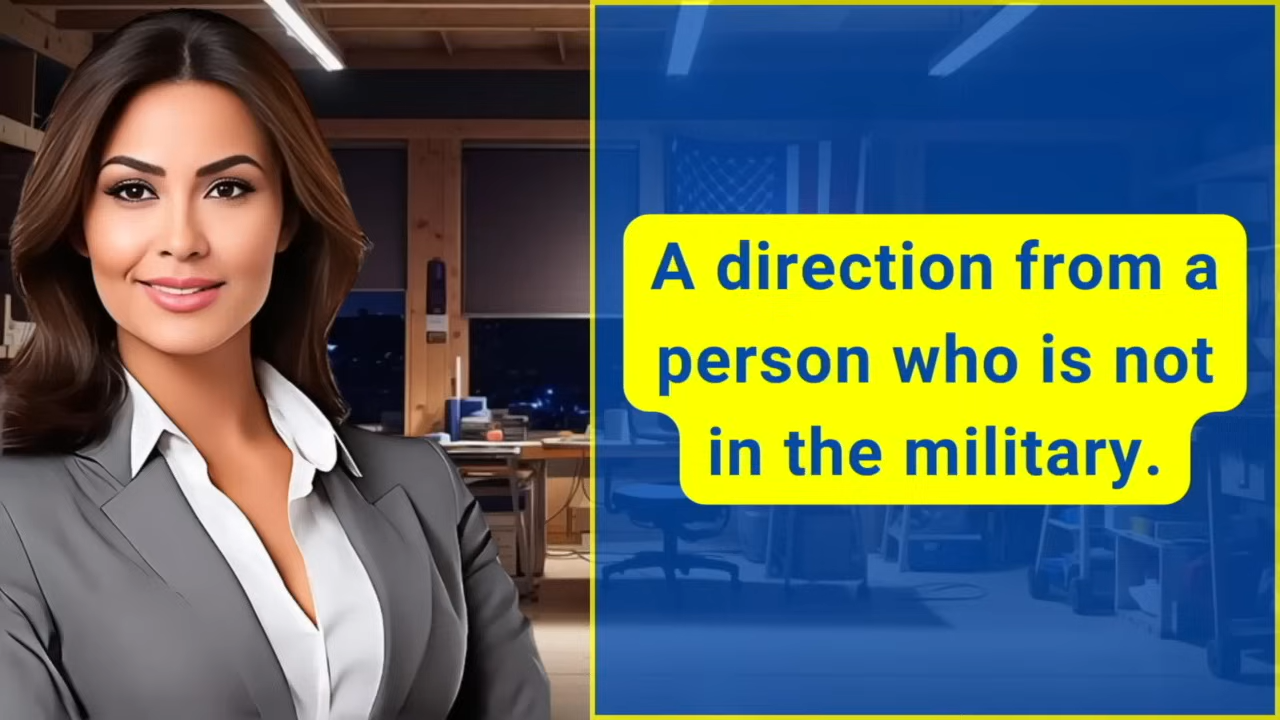 A direction from a
person who is not
in the military.